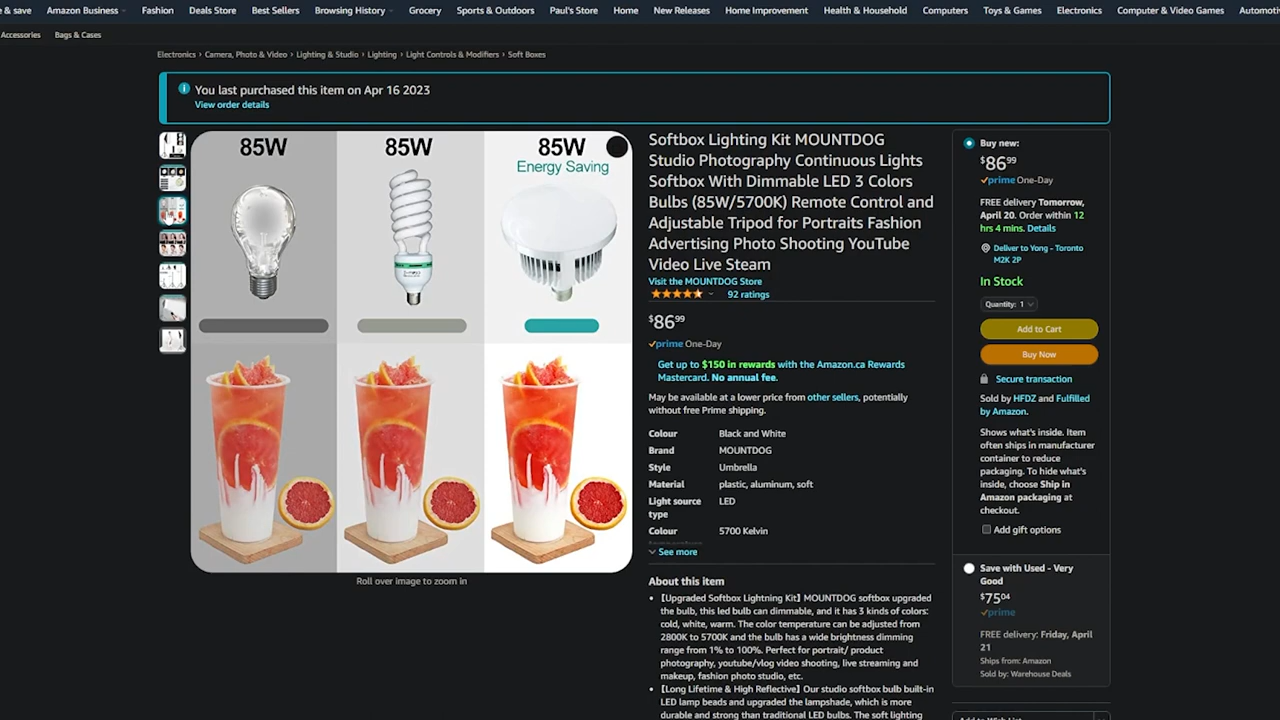 e & save
Amazon Business
Fashion
Deals Store
Best Sellers
Browsing History
Grocery
Sports & Outdoors
Paul's Store
Home
New Releases
Home Improvement
Health & Household
Computers
Toys & Games
Electronics
Computer & Video Games
Automotiv
Accessories
Bags & Cases
Electronics › Camera, Photo & Video › Lighting & Studio › Lighting › Light Controls & Modifiers › Soft Boxes
You last purchased this item on Apr 16 2023
View order details
85W
85W
85W
Energy Saving
Roll over image to zoom in
Softbox Lighting Kit MOUNTDOG
Studio Photography Continuous Lights
Softbox With Dimmable LED 3 Colors
Bulbs (85W/5700K) Remote Control and
Adjustable Tripod for Portraits Fashion
Advertising Photo Shooting YouTube
Video Live Steam
Visit the MOUNTDOG Store
92 ratings
$86 99
prime One-Day
Get up to $150 in rewards with the Amazon.ca Rewards
Mastercard. No annual fee.
May be available at a lower price from other sellers, potentially
without free Prime shipping.
Colour Black and White
Brand MOUNTDOG
Style Umbrella
Material plastic, aluminum, soft
Light source LED
type
Colour 5700 Kelvin
See more
About this item
• 【Upgraded Softbox Lightning Kit】MOUNTDOG softbox upgraded
the bulb, this led bulb can dimmable, and it has 3 kinds of colors:
cold, white, warm. The color temperature can be adjusted from
2800K to 5700K and the bulb has a wide brightness dimming
range from 1% to 100%. Perfect for portrait/ product
photography, youtube/vlog video shooting, live streaming and
makeup, fashion photo studio, etc.
• 【Long Lifetime & High Reflective】Our studio softbox bulb built-in
LED lamp beads and upgraded the lampshade, which is more
durable and strong than traditional LED bulbs. The soft lighting
Buy new:
$86 99
prime One-Day
FREE delivery Tomorrow,
April 20. Order within 12
hrs 4 mins. Details
Deliver to Yong - Toronto
M2K 2P
In Stock
Quantity: 1
Add to Cart
Buy Now
Secure transaction
Sold by HFDZ and Fulfilled
by Amazon.
Shows what's inside. Item
often ships in manufacturer
container to reduce
packaging. To hide what's
inside, choose Ship in
Amazon packaging at
checkout.
Add gift options
Save with Used - Very
Good
$75 04
prime
FREE delivery: Friday, April
21
Ships from: Amazon
Sold by: Warehouse Deals